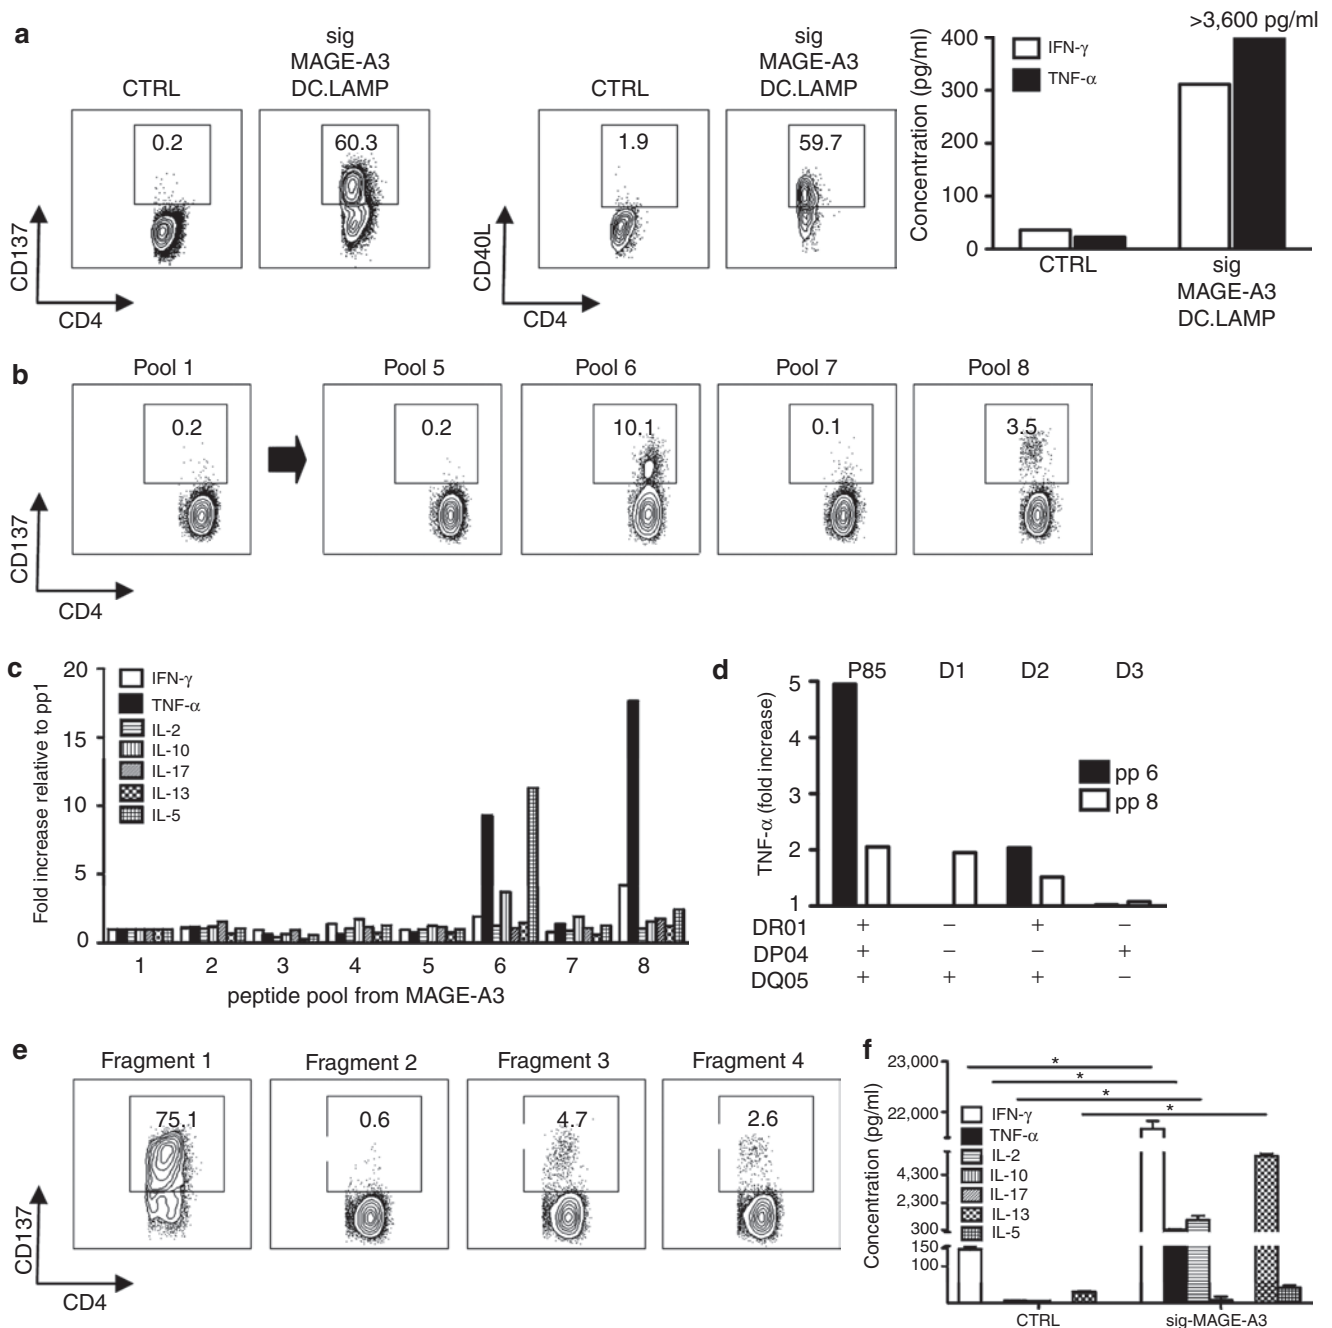 a
CTRL
sig
MAGE-A3
DC.LAMP
0.2
60.3
CD137
CD4
CTRL
sig
MAGE-A3
DC.LAMP
1.9
59.7
CD40L
CD4
>3,600 pg/ml
IFN-γ
TNF-α
Concentration (pg/ml)
400
300
200
100
0
CTRL
sig
MAGE-A3
DC.LAMP
b
Pool 1
Pool 5
Pool 6
Pool 7
Pool 8
0.2
0.2
10.1
0.1
3.5
CD137
CD4
c
Fold increase relative to pp1
20
15
10
5
0
IFN-γ
TNF-α
IL-2
IL-10
IL-17
IL-13
IL-5
1 2 3 4 5 6 7 8
peptide pool from MAGE-A3
d
P85 D1 D2 D3
TNF-α (fold increase)
5
4
3
2
1
pp 6
pp 8
DR01 + − + −
DP04 + − − +
DQ05 + + + −
e
Fragment 1
Fragment 2
Fragment 3
Fragment 4
75.1
0.6
4.7
2.6
CD137
CD4
f
Concentration (pg/ml)
23,000
22,000
4,300
2,300
300
150
100
IFN-γ
TNF-α
IL-2
IL-10
IL-17
IL-13
IL-5
*
*
*
*
CTRL
sig-MAGE-A3